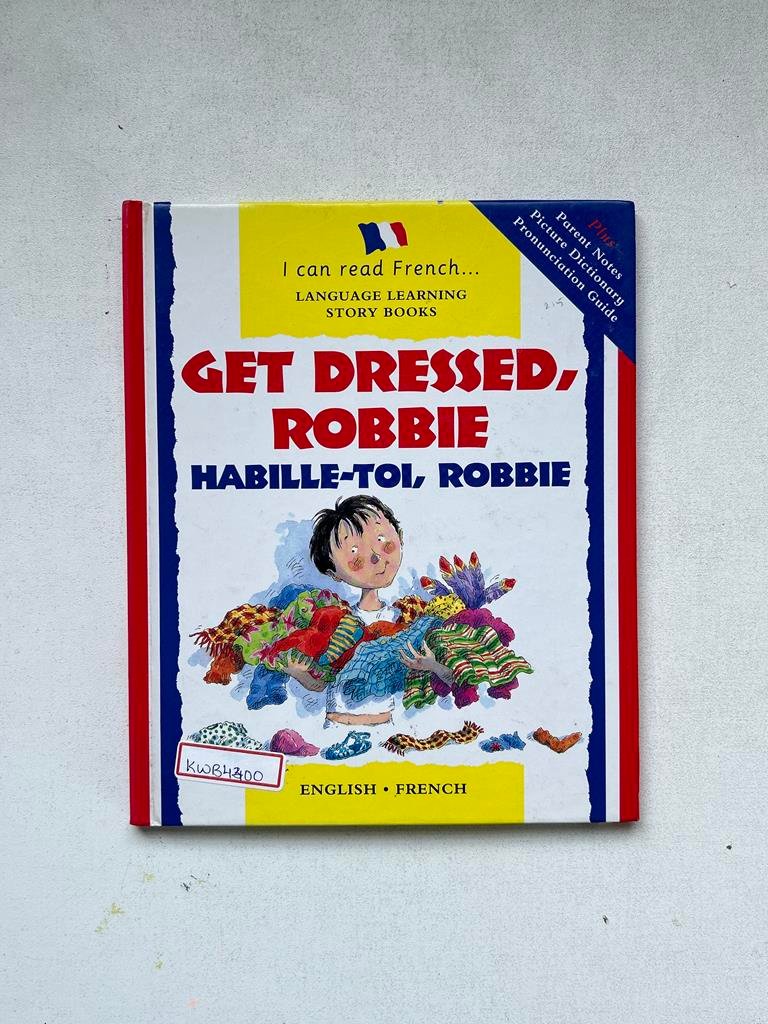 I can read French...
LANGUAGE LEARNING
STORY BOOKS
Plus
Parent Notes
Picture Dictionary
Pronunciation Guide
GET DRESSED,
ROBBIE
HABILLE-TOI, ROBBIE
ENGLISH • FRENCH